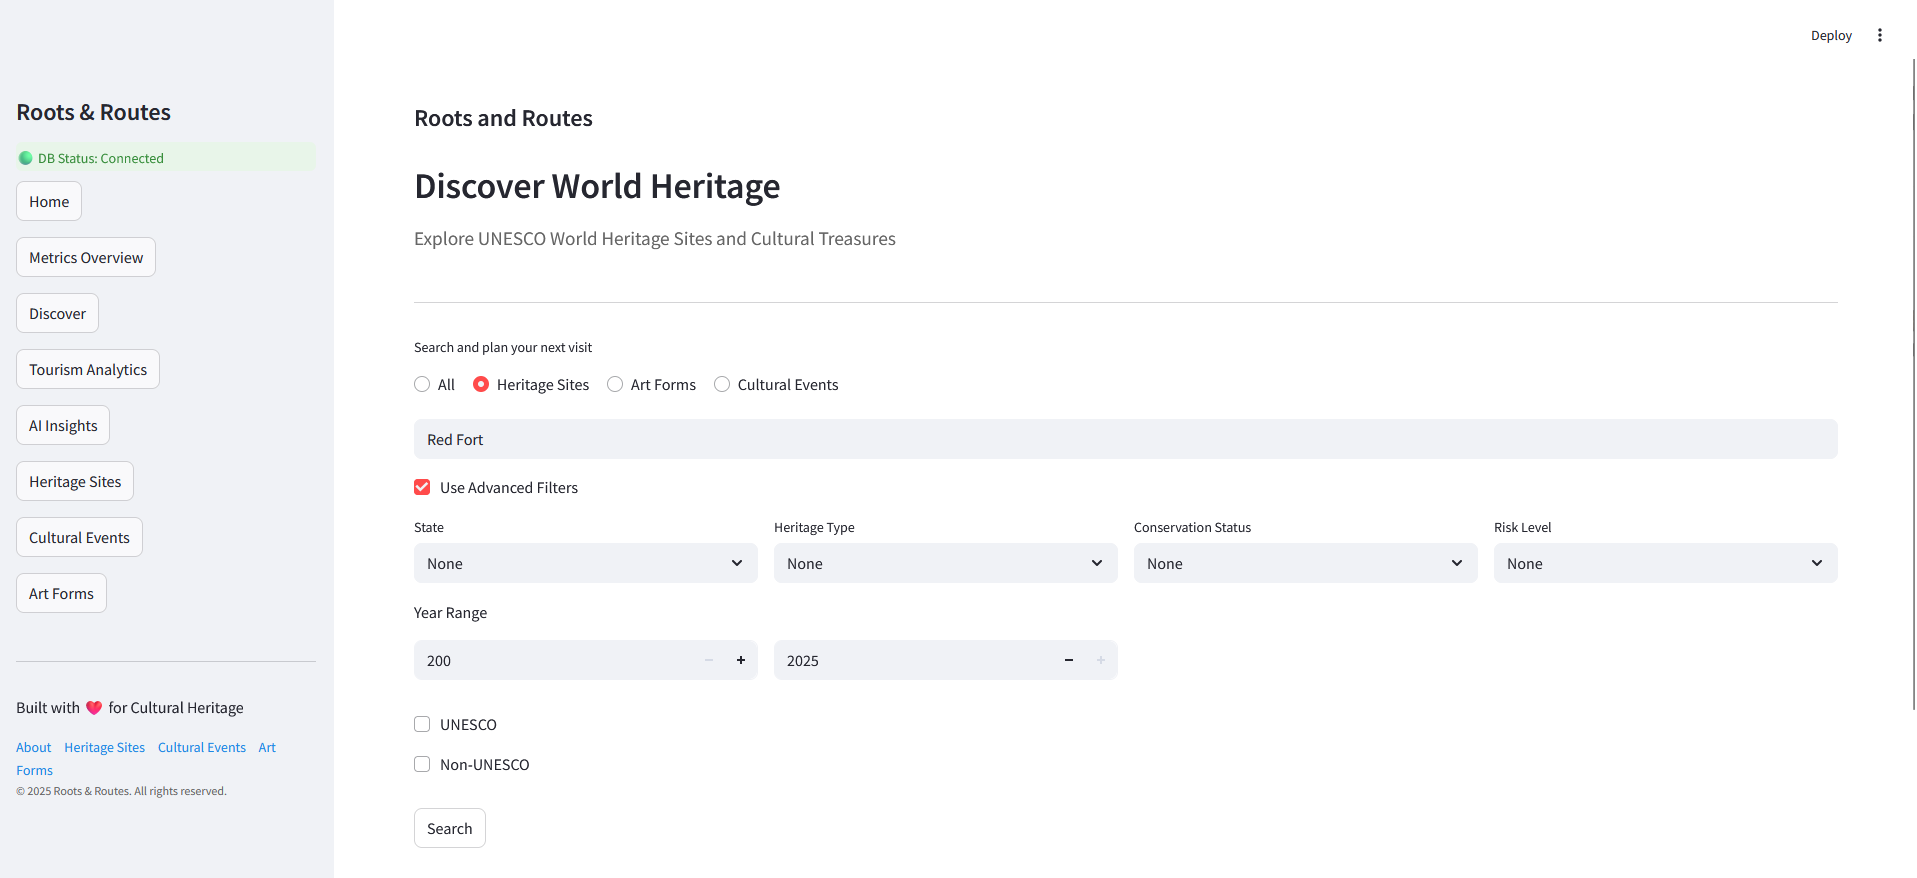 Deploy
Roots & Routes
DB Status: Connected
Home
Metrics Overview
Discover
Tourism Analytics
AI Insights
Heritage Sites
Cultural Events
Art Forms
Built with ❤️ for Cultural Heritage
About Heritage Sites Cultural Events Art
Forms
© 2025 Roots & Routes. All rights reserved.
Roots and Routes
Discover World Heritage
Explore UNESCO World Heritage Sites and Cultural Treasures
Search and plan your next visit
All Heritage Sites Art Forms Cultural Events
Red Fort
Use Advanced Filters
State Heritage Type Conservation Status Risk Level
None None None None
Year Range
200 2025
UNESCO
Non-UNESCO
Search